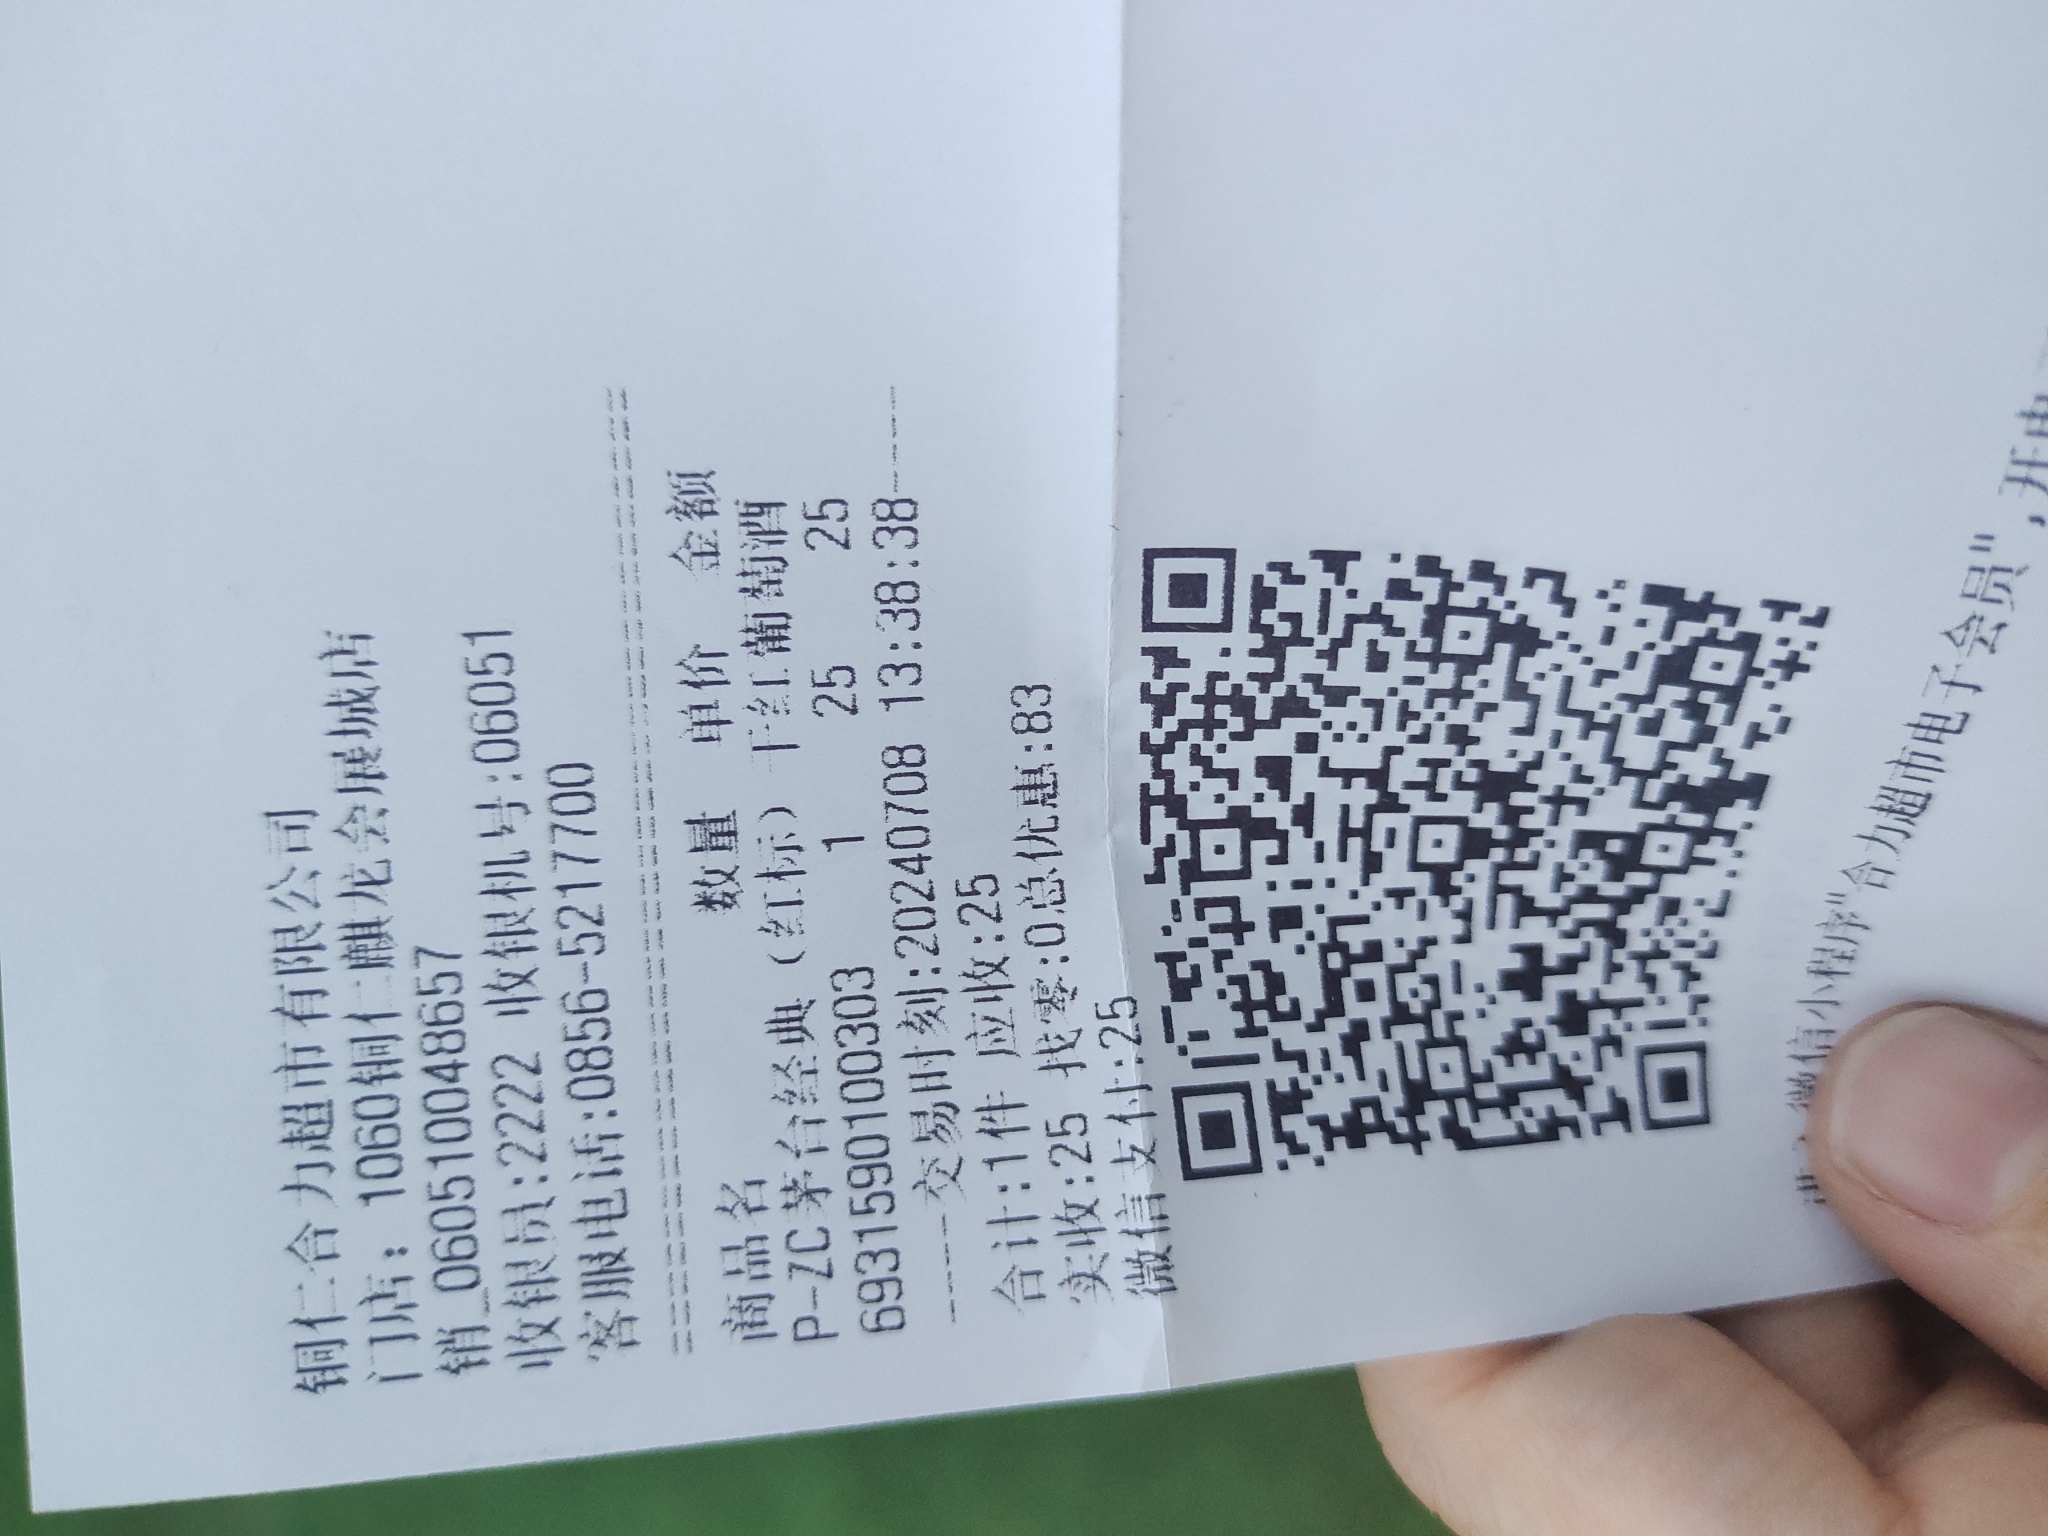 铜仁合力超市有限公司
门店：1060铜仁麒龙会展城店
销_060510048657
收银员:2222 收银机号:06051
客服电话:0856-5217700
商品名 数量 单价 金额
P-ZC茅台经典（红标）干红葡萄酒
6931590100303 1 25 25
----交易时刻:20240708 13:38:38----
合计:1件 应收:25
实收:25 找零:0总优惠:83
微信支付:25
微信小程序"合力超市电子会员",开电